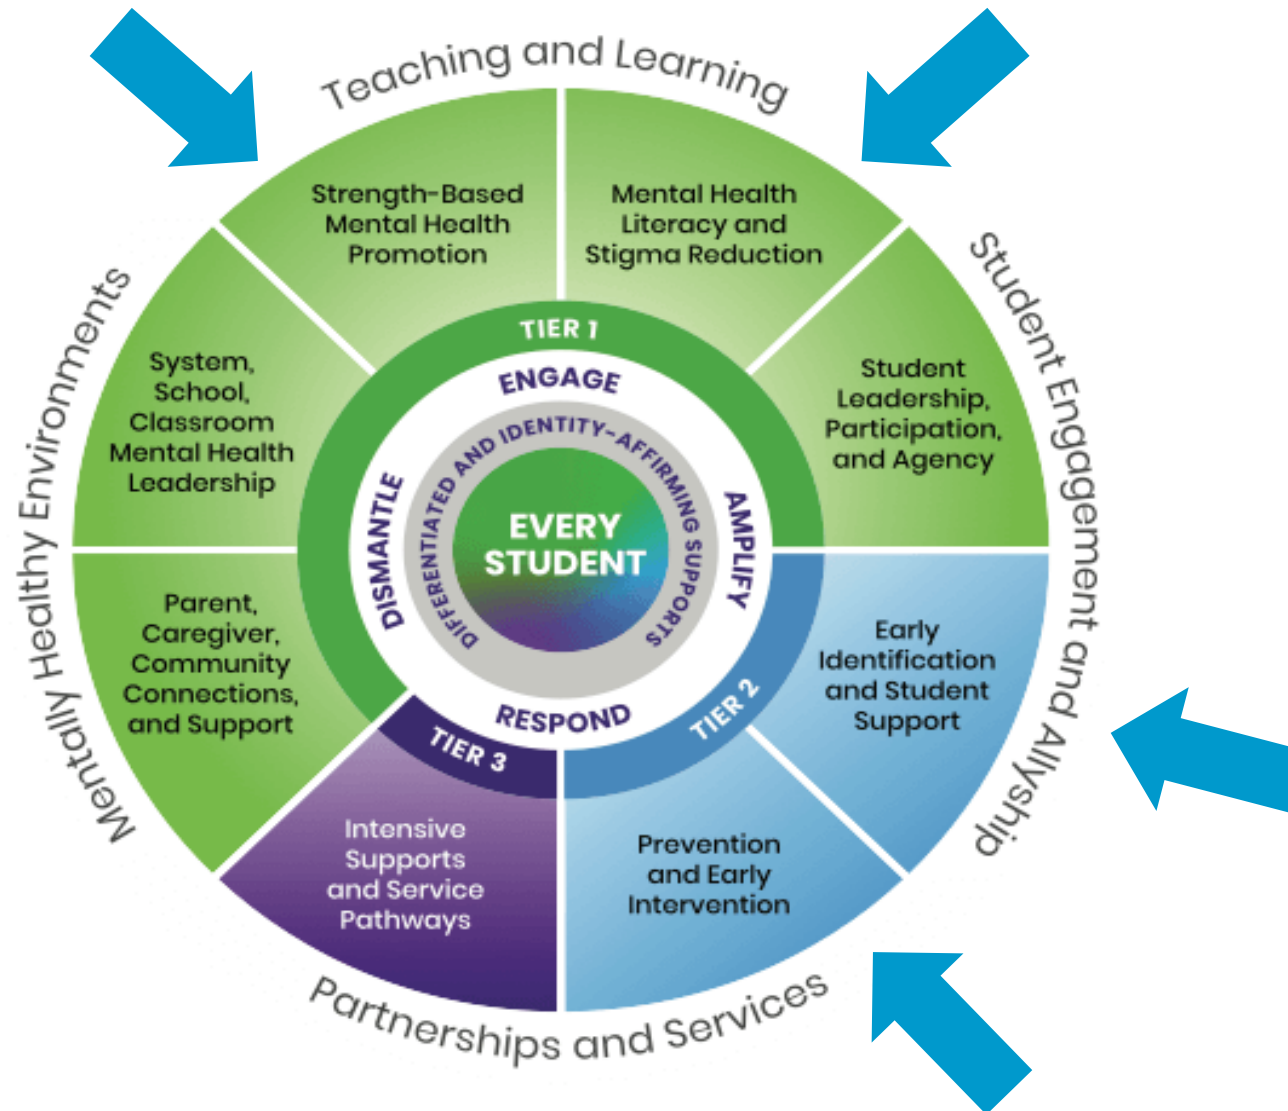 Teaching and Learning
Strength-Based
Mental Health
Promotion
Mental Health
Literacy and
Stigma Reduction
Student Engagement and Allyship
Student
Leadership,
Participation,
and Agency
Early
Identification
and Student
Support
Partnerships and Services
Prevention
and Early
Intervention
Intensive
Supports
and Service
Pathways
Mentally Healthy Environments
Parent,
Caregiver,
Community
Connections,
and Support
System,
School,
Classroom
Mental Health
Leadership
TIER 1
TIER 2
TIER 3
ENGAGE
AMPLIFY
RESPOND
DISMANTLE
DIFFERENTIATED AND IDENTITY-AFFIRMING SUPPORTS
EVERY
STUDENT